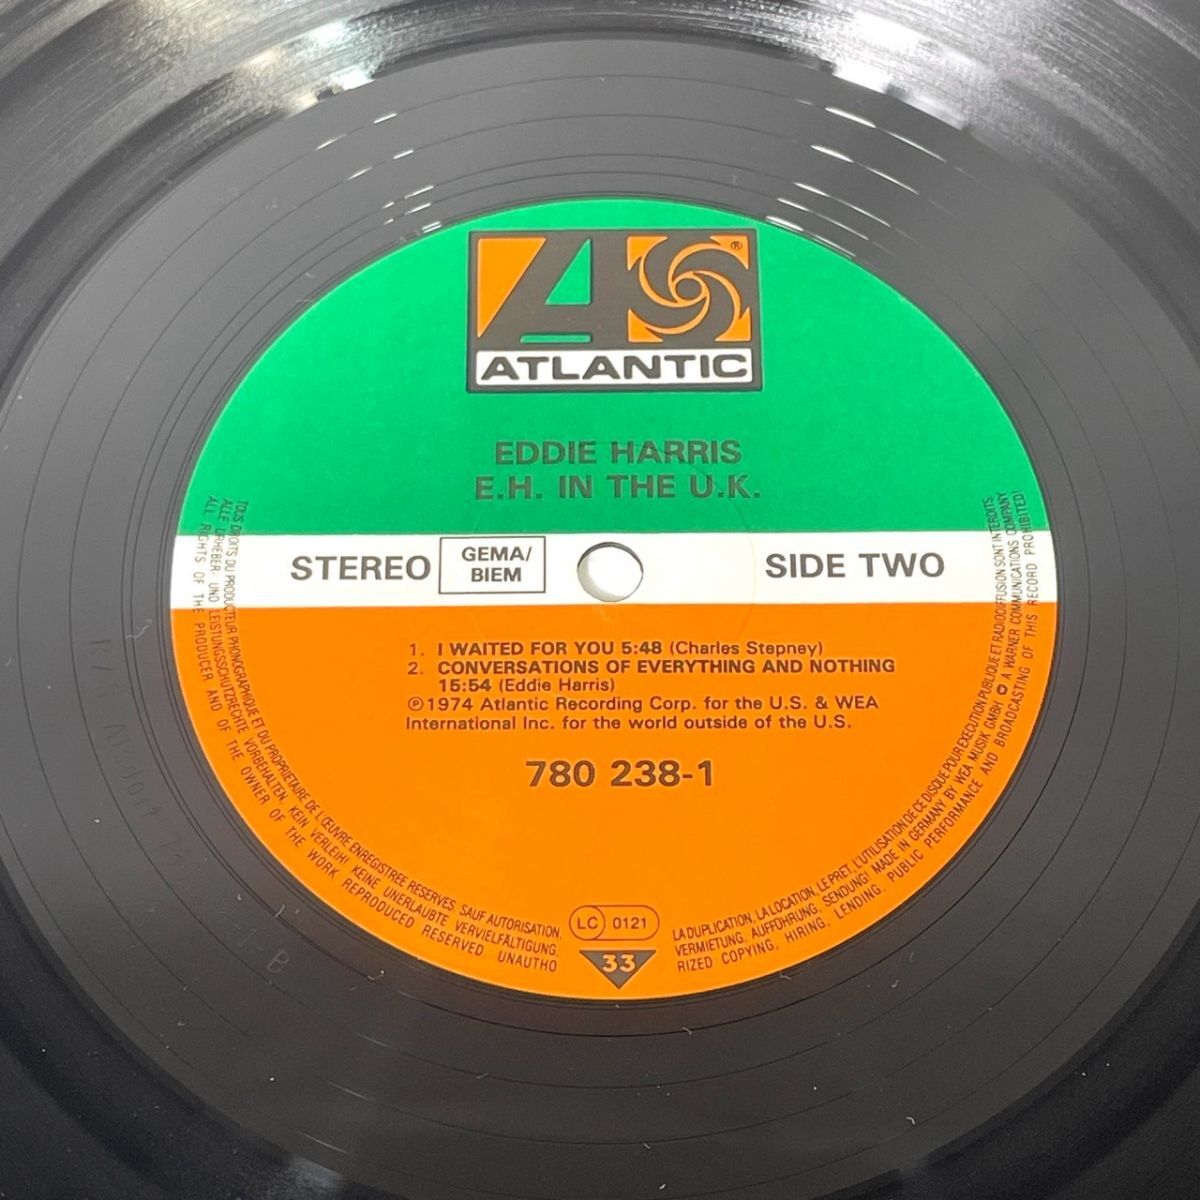 ATLANTIC
®
EDDIE HARRIS
E.H. IN THE U.K.
STEREO
GEMA/
BIEM
SIDE TWO
1. I WAITED FOR YOU 5:48 (Charles Stepney)
2. CONVERSATIONS OF EVERYTHING AND NOTHING
15:54 (Eddie Harris)
℗1974 Atlantic Recording Corp. for the U.S. & WEA
International Inc. for the world outside of the U.S.
780 238-1
TOUS DROITS DU PRODUCTEUR PHONOGRAPHIQUE ET DU PROPRIETAIRE DE L'ŒUVRE ENREGISTREE RESERVES. SAUF AUTORISATION,
LA DUPLICATION, LA LOCATION, LE PRET, L'UTILISATION DE CE DISQUE POUR EXECUTION PUBLIQUE ET RADIODIFFUSION SONT INTERDITS.
ALLE URHEBER- UND LEISTUNGSSCHUTZRECHTE VORBEHALTEN. KEIN VERLEIH! KEINE UNERLAUBTE VERVIELFÄLTIGUNG,
VERMIETUNG, AUFFÜHRUNG, SENDUNG! MADE IN GERMANY BY WEA MUSIK GMBH A WARNER COMMUNICATIONS COMPANY
ALL RIGHTS OF THE PRODUCER AND OF THE OWNER OF THE WORK REPRODUCED RESERVED UNAUTHO
RIZED COPYING, HIRING, LENDING, PUBLIC PERFORMANCE AND BROADCASTING OF THIS RECORD PROHIBITED!
LC 0121
33